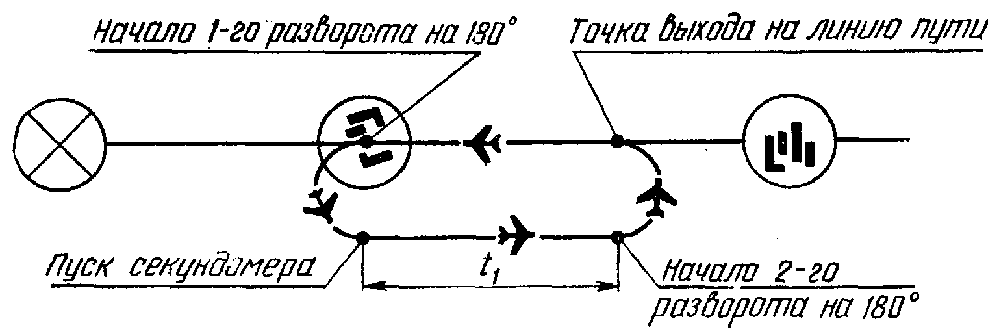 Начало 1-го разворота на 180°
Точка выхода на линию пути
Пуск секундомера
t₁
Начало 2-го
разворота на 180°